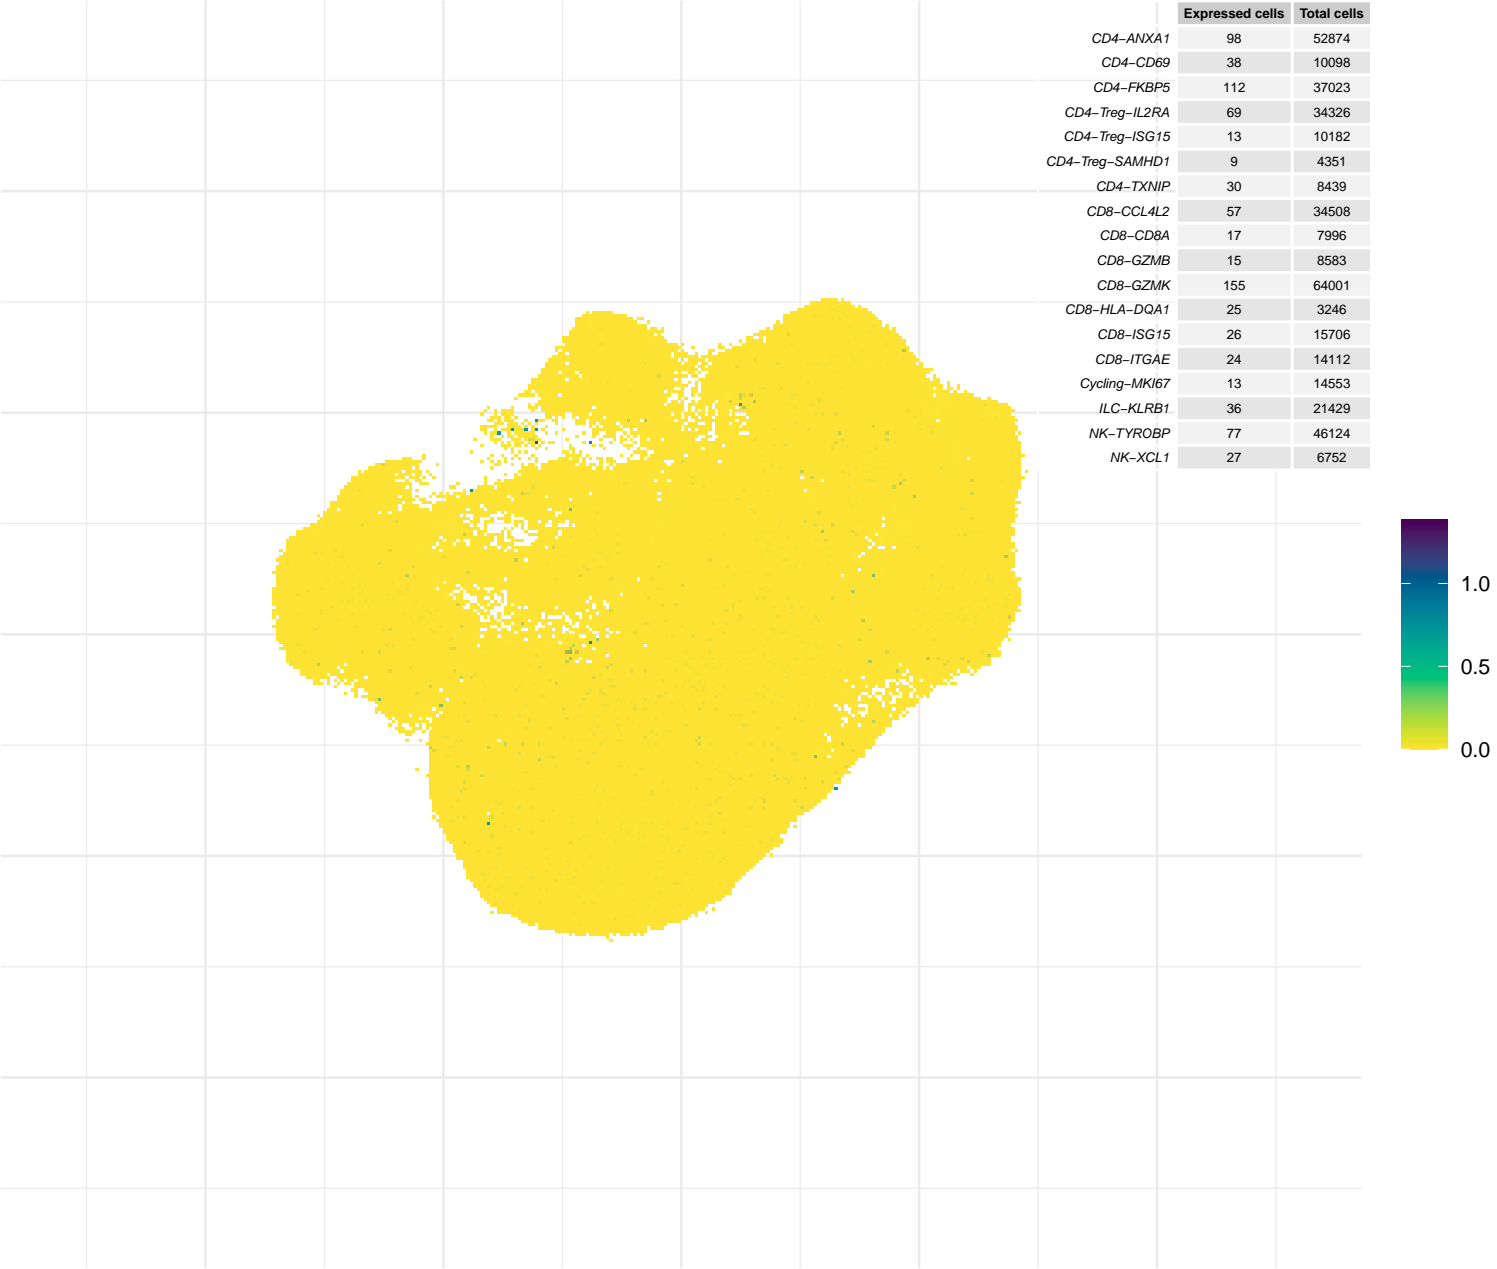 Expressed cells Total cells
CD4−ANXA1 98 52874
CD4−CD69 38 10098
CD4−FKBP5 112 37023
CD4−Treg−IL2RA 69 34326
CD4−Treg−ISG15 13 10182
CD4−Treg−SAMHD1 9 4351
CD4−TXNIP 30 8439
CD8−CCL4L2 57 34508
CD8−CD8A 17 7996
CD8−GZMB 15 8583
CD8−GZMK 155 64001
CD8−HLA−DQA1 25 3246
CD8−ISG15 26 15706
CD8−ITGAE 24 14112
Cycling−MKI67 13 14553
ILC−KLRB1 36 21429
NK−TYROBP 77 46124
NK−XCL1 27 6752
1.0
0.5
0.0